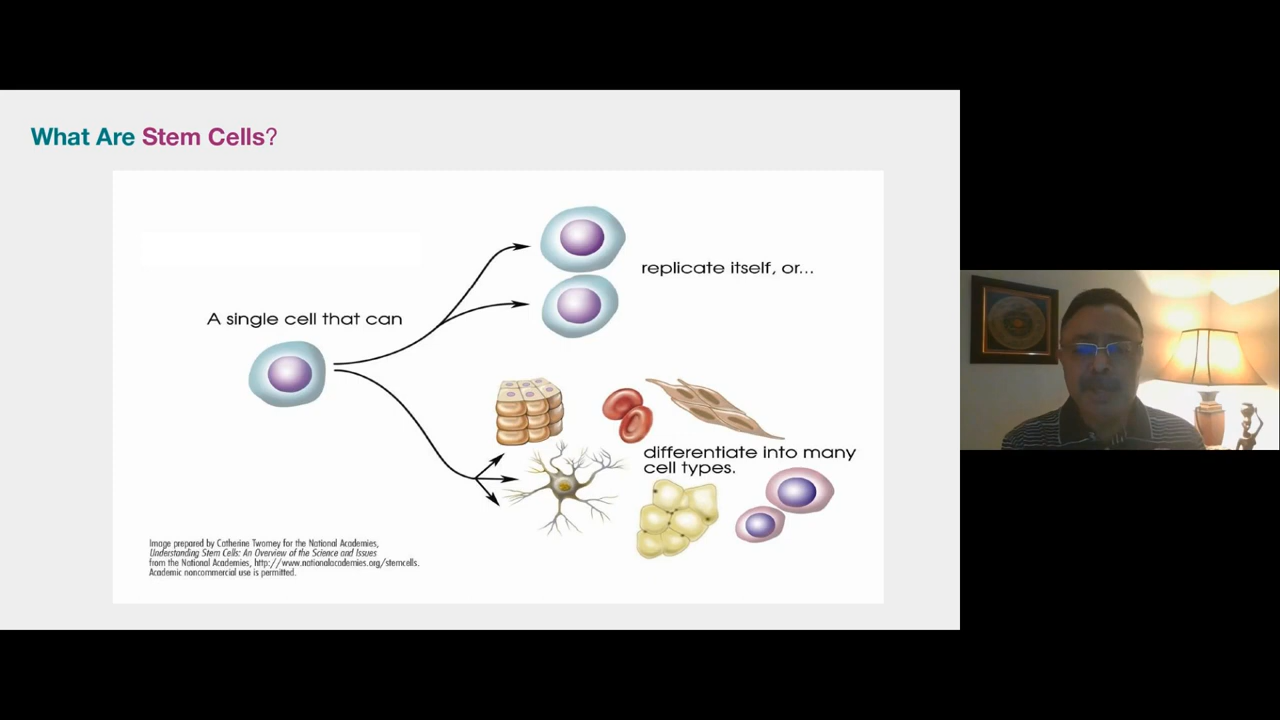 What Are Stem Cells?
A single cell that can
replicate itself, or...
differentiate into many
cell types.
Image prepared by Catherine Twomey for the National Academies,
Understanding Stem Cells: An Overview of the Science and Issues
from the National Academies, http://www.nationalacademies.org/stemcells.
Academic noncommercial use is permitted.